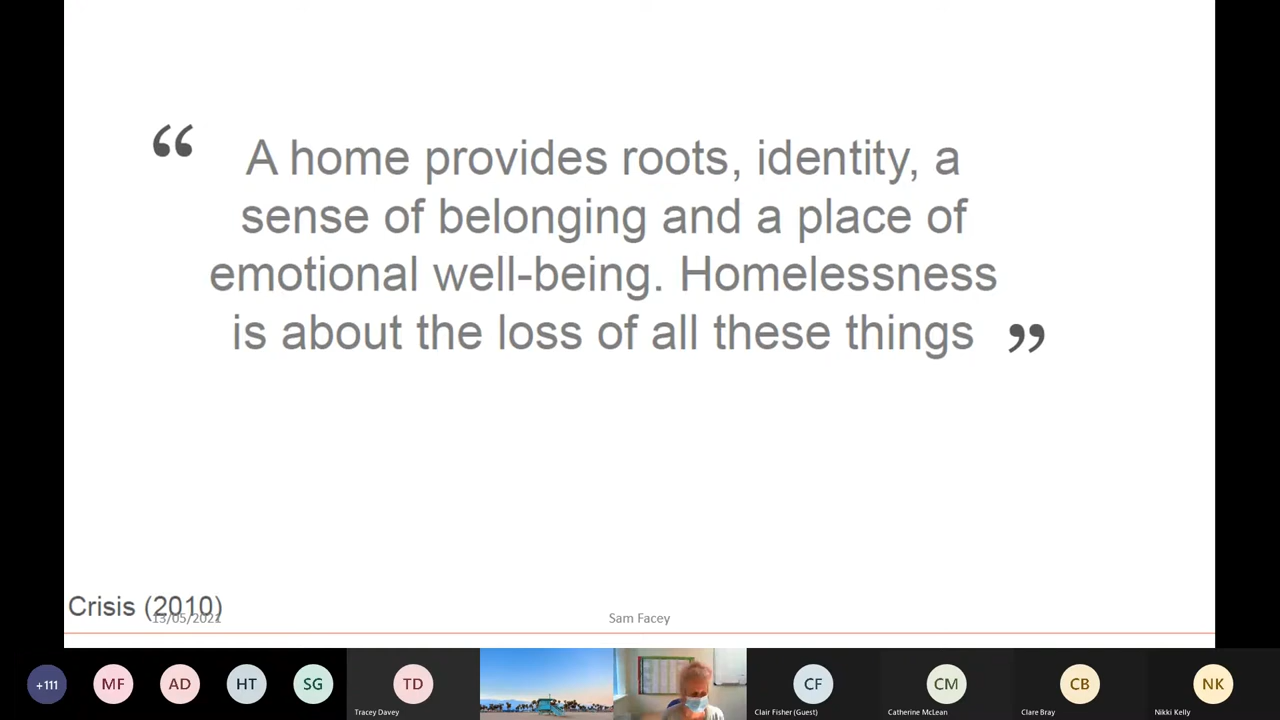 “ A home provides roots, identity, a
sense of belonging and a place of
emotional well-being. Homelessness
is about the loss of all these things ”
Crisis (2010)
13/05/2021
Sam Facey
+111
MF
AD
HT
SG
TD
Tracey Davey
CF
Clair Fisher (Guest)
CM
Catherine McLean
CB
Clare Bray
NK
Nikki Kelly